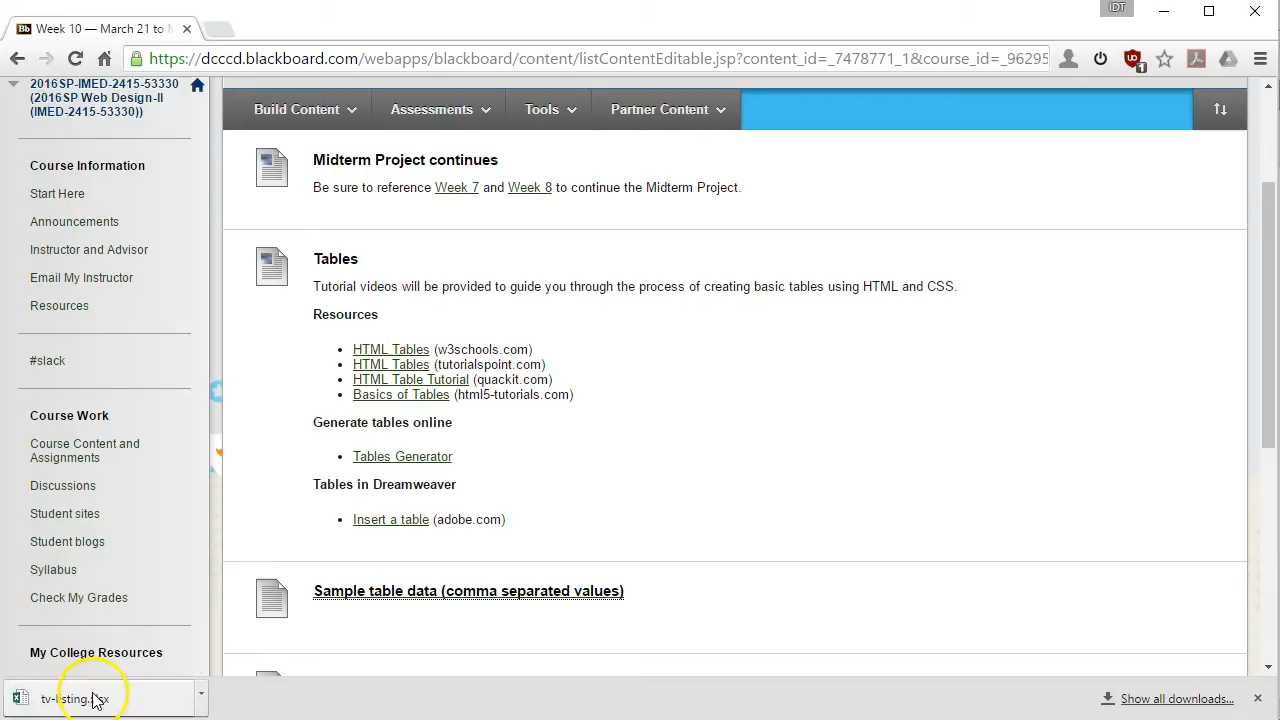 IDT
Week 10 — March 21 to M
https://dcccd.blackboard.com/webapps/blackboard/content/listContentEditable.jsp?content_id=_7478771_1&course_id=_96295
1
2016SP-IMED-2415-53330
(2016SP Web Design-II
(IMED-2415-53330))
Course Information
Start Here
Announcements
Instructor and Advisor
Email My Instructor
Resources
#slack
Course Work
Course Content and
Assignments
Discussions
Student sites
Student blogs
Syllabus
Check My Grades
My College Resources
Build Content
Assessments
Tools
Partner Content
Midterm Project continues
Be sure to reference Week 7 and Week 8 to continue the Midterm Project.
Tables
Tutorial videos will be provided to guide you through the process of creating basic tables using HTML and CSS.
Resources
• HTML Tables (w3schools.com)
• HTML Tables (tutorialspoint.com)
• HTML Table Tutorial (quackit.com)
• Basics of Tables (html5-tutorials.com)
Generate tables online
• Tables Generator
Tables in Dreamweaver
• Insert a table (adobe.com)
Sample table data (comma separated values)
tv-listing.xlsx
Show all downloads...